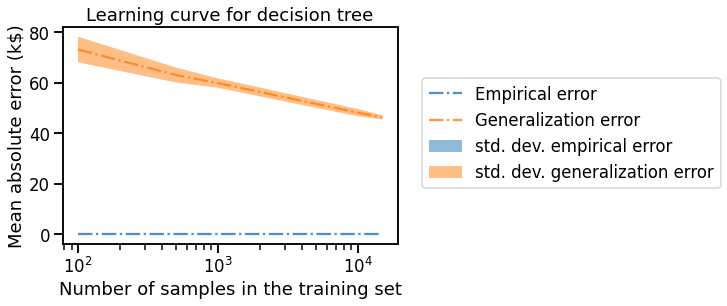 Learning curve for decision tree
Mean absolute error (k$)
80
60
40
20
0
10²
10³
10⁴
Number of samples in the training set
Empirical error
Generalization error
std. dev. empirical error
std. dev. generalization error